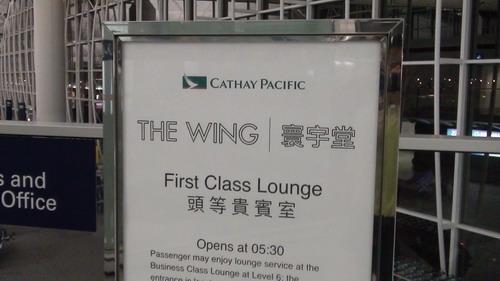 CATHAY PACIFIC
THE WING | 寰宇堂
First Class Lounge
頭等貴賓室
Opens at 05:30
Passenger may enjoy lounge service at the
Business Class Lounge at Level 6; the
s and
Office